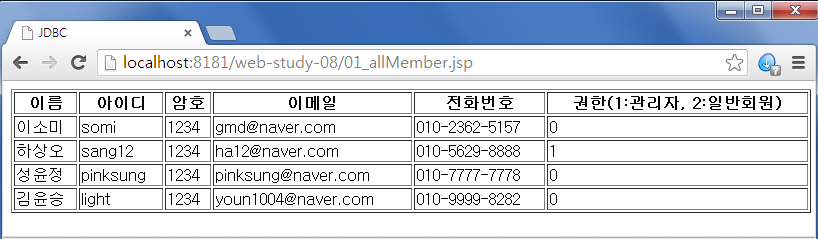 JDBC
localhost:8181/web-study-08/01_allMember.jsp
이름 아이디 암호 이메일 전화번호 권한(1:관리자, 2:일반회원)
이소미 somi 1234 gmd@naver.com 010-2362-5157 0
하상오 sang12 1234 ha12@naver.com 010-5629-8888 1
성윤정 pinksung 1234 pinksung@naver.com 010-7777-7778 0
김윤승 light 1234 youn1004@naver.com 010-9999-8282 0